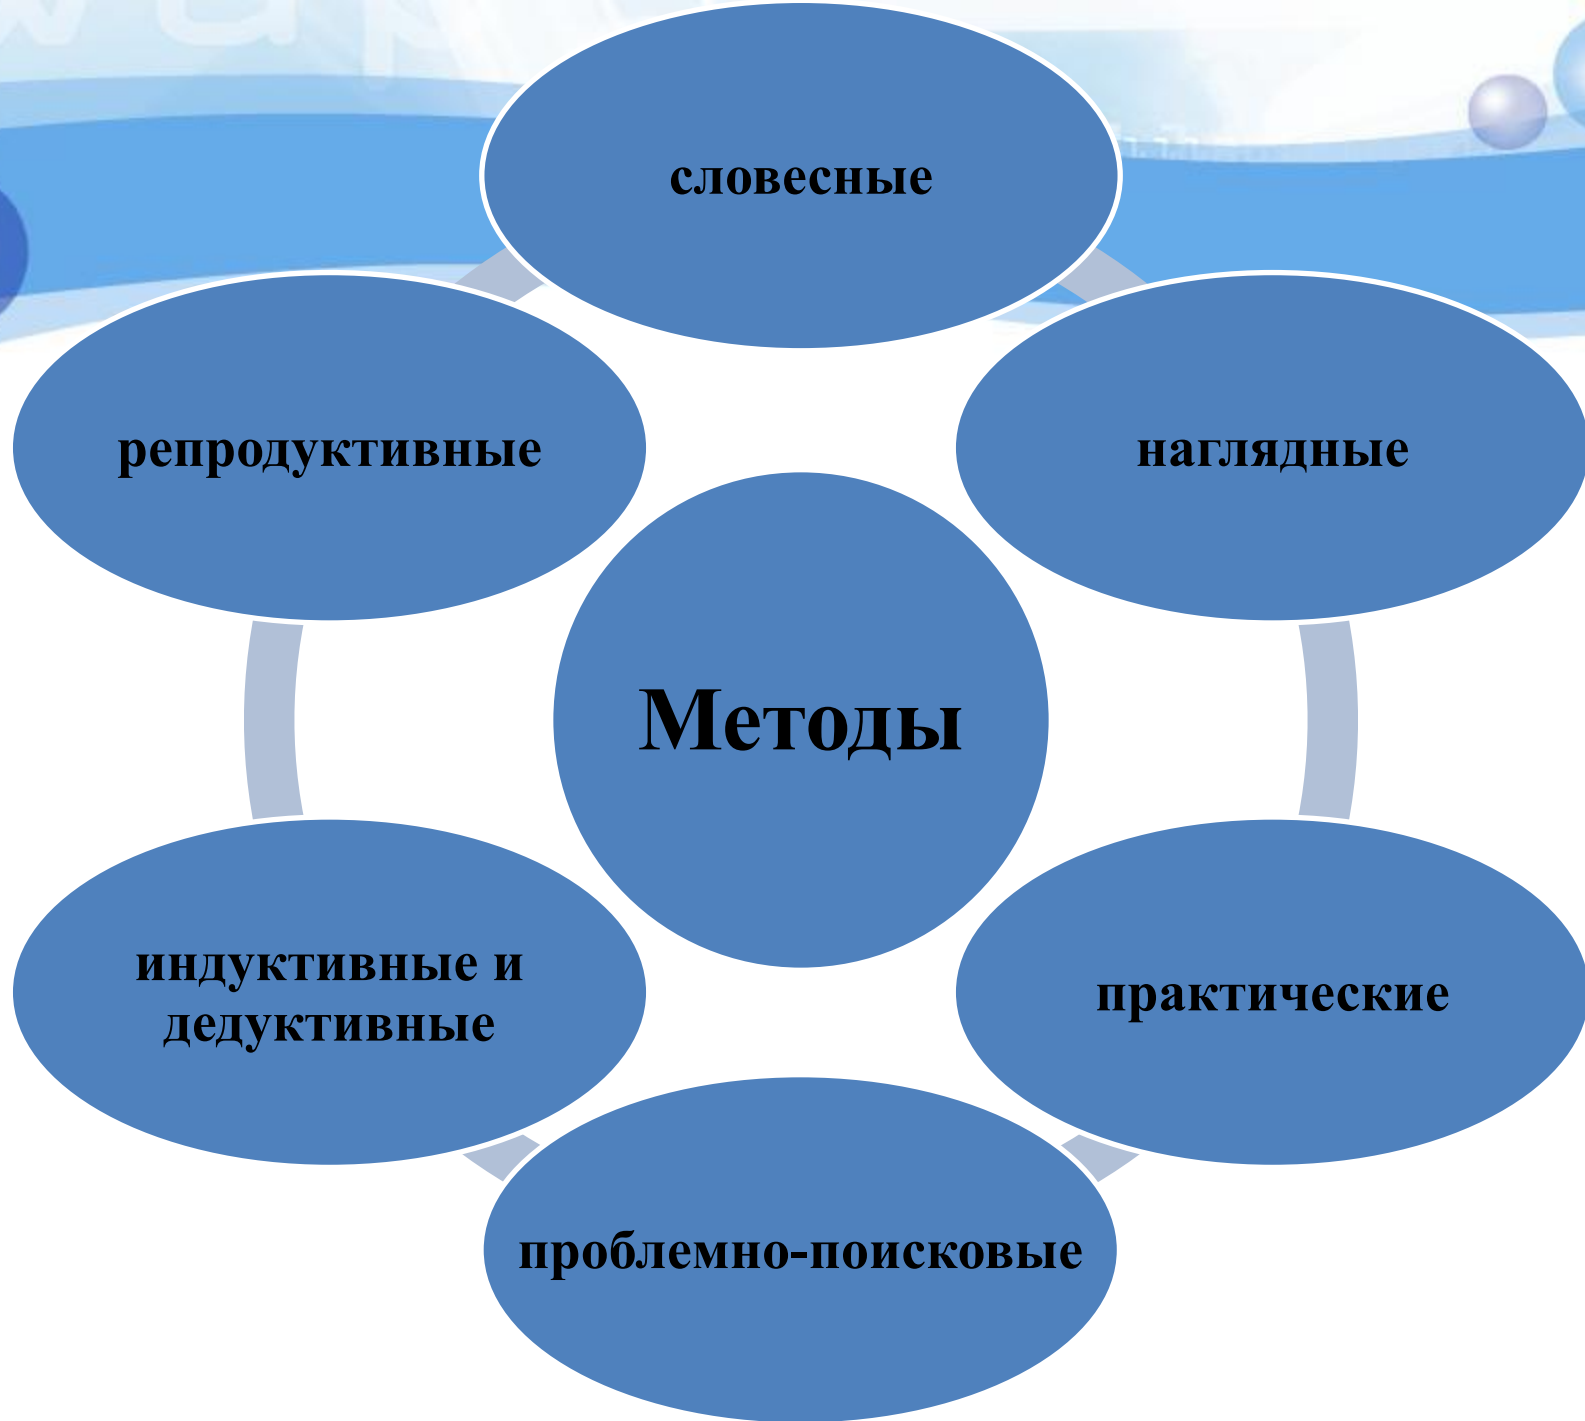 словесные
репродуктивные
наглядные
Методы
индуктивные и
дедуктивные
практические
проблемно-поисковые